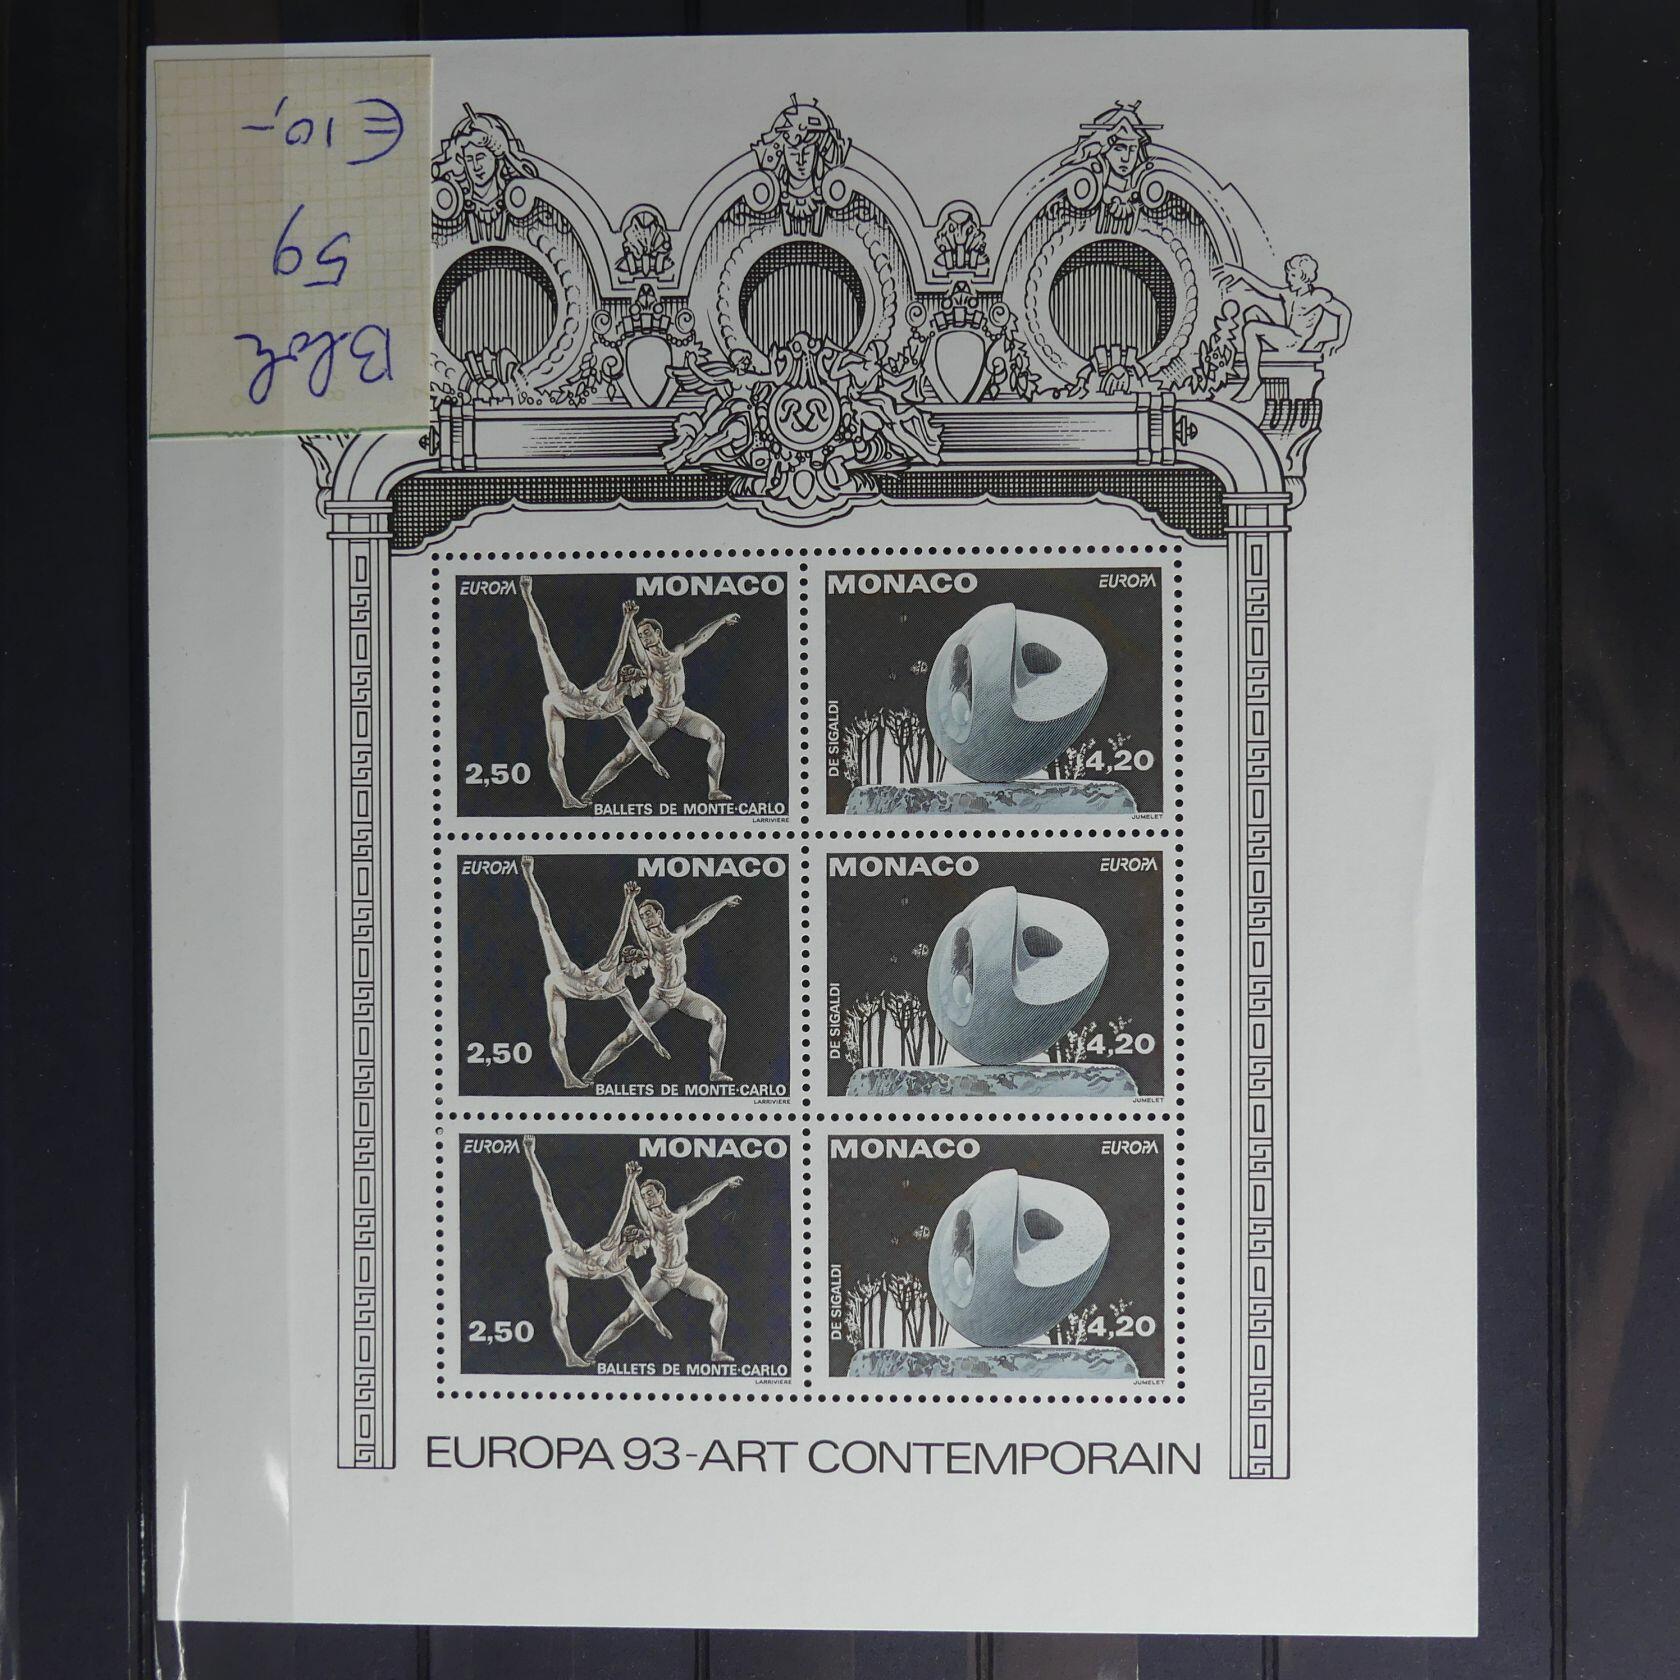 Block
59
€ 10,-
EUROPA MONACO
2,50
BALLETS DE MONTE-CARLO
LARRIVIÈRE
MONACO EUROPA
DE SIGALDI
4,20
JUMELET
EUROPA MONACO
2,50
BALLETS DE MONTE-CARLO
LARRIVIÈRE
MONACO EUROPA
DE SIGALDI
4,20
JUMELET
EUROPA MONACO
2,50
BALLETS DE MONTE-CARLO
LARRIVIÈRE
MONACO EUROPA
DE SIGALDI
4,20
JUMELET
EUROPA 93-ART CONTEMPORAIN